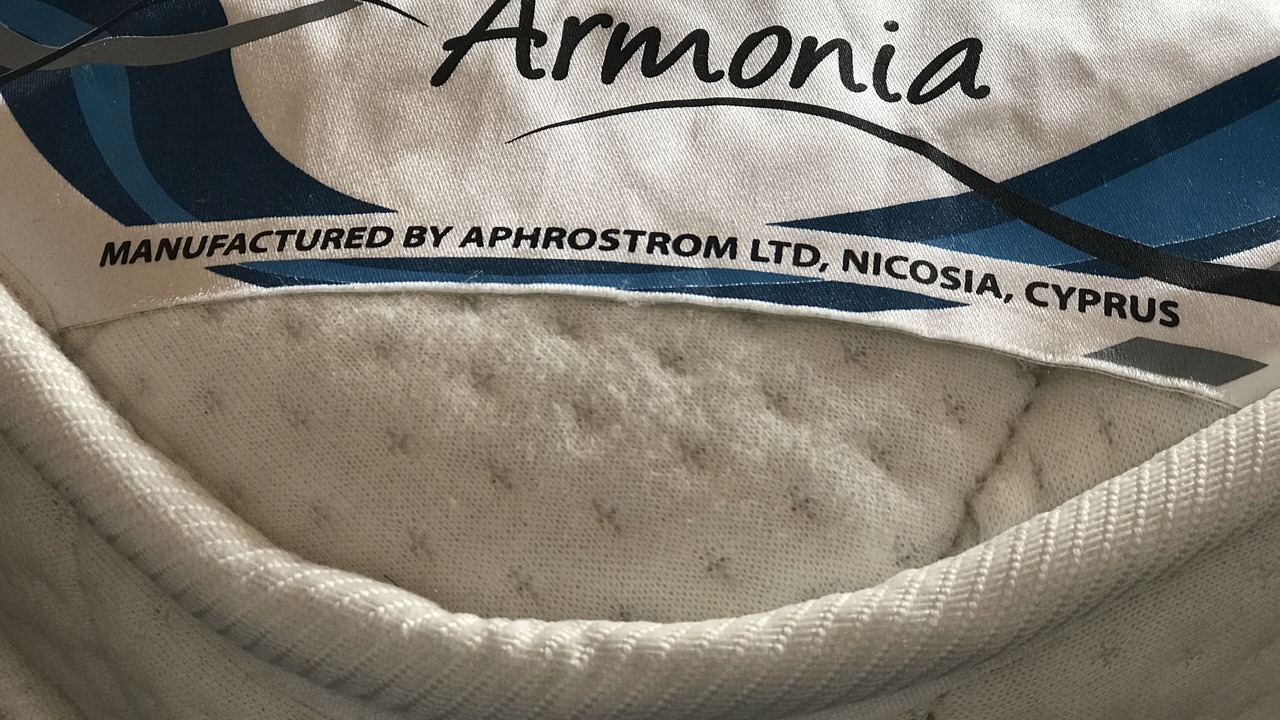 Armonia
MANUFACTURED BY APHROSTROM LTD, NICOSIA, CYPRUS